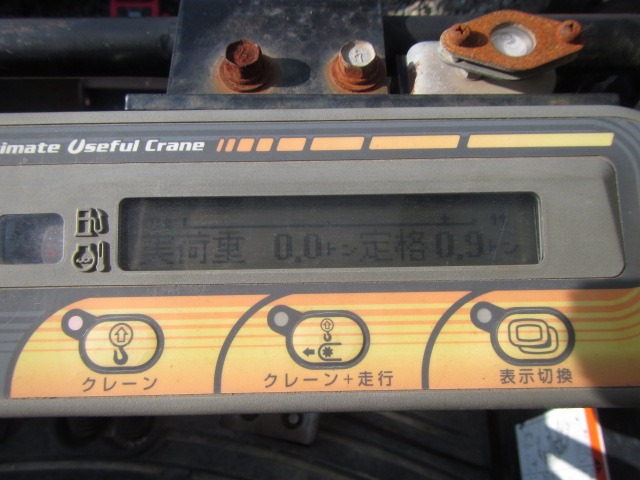 imate Useful Crane
実荷重 0.0トン 定格 0.9トン
クレーン
クレーン+走行
表示切換